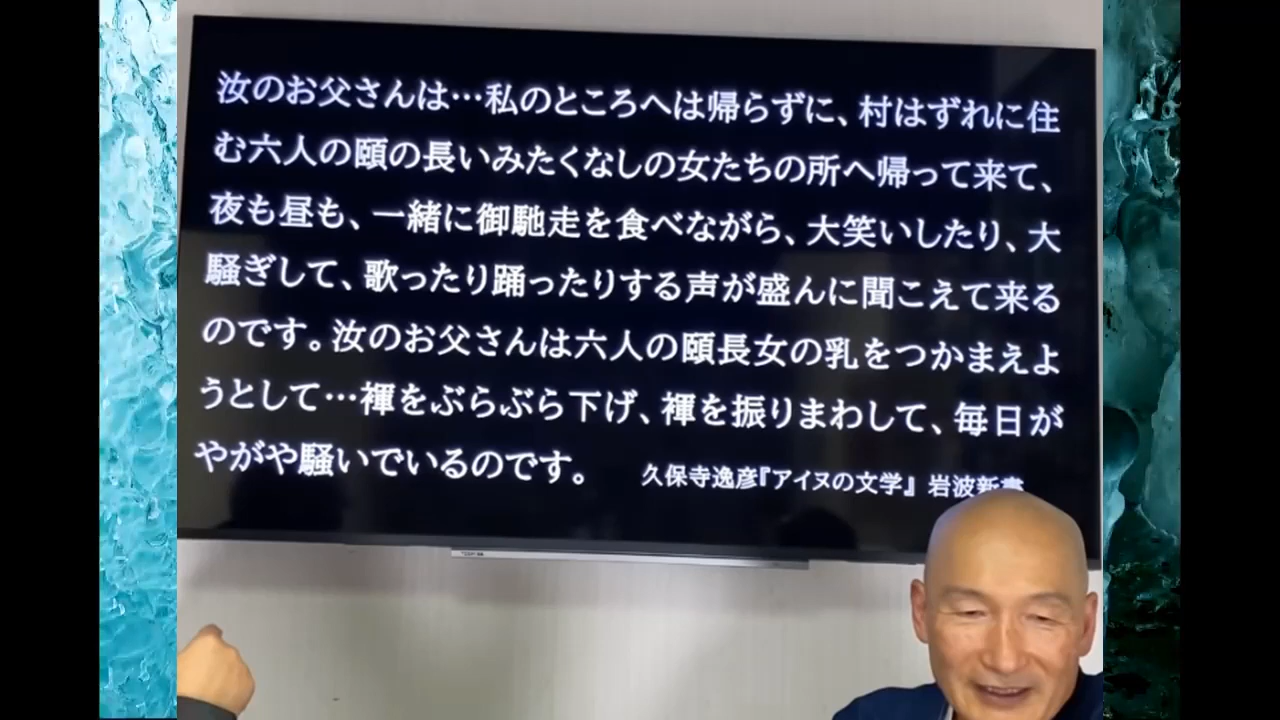 汝のお父さんは…私のところへは帰らずに、村はずれに住
む六人の頤の長いみたくなしの女たちの所へ帰って来て、
夜も昼も、一緒に御馳走を食べながら、大笑いしたり、大
騒ぎして、歌ったり踊ったりする声が盛んに聞こえて来る
のです。汝のお父さんは六人の頤長女の乳をつかまえよ
うとして…褌をぶらぶら下げ、褌を振りまわして、毎日が
やがや騒いでいるのです。
久保寺逸彦『アイヌの文学』 岩波新書